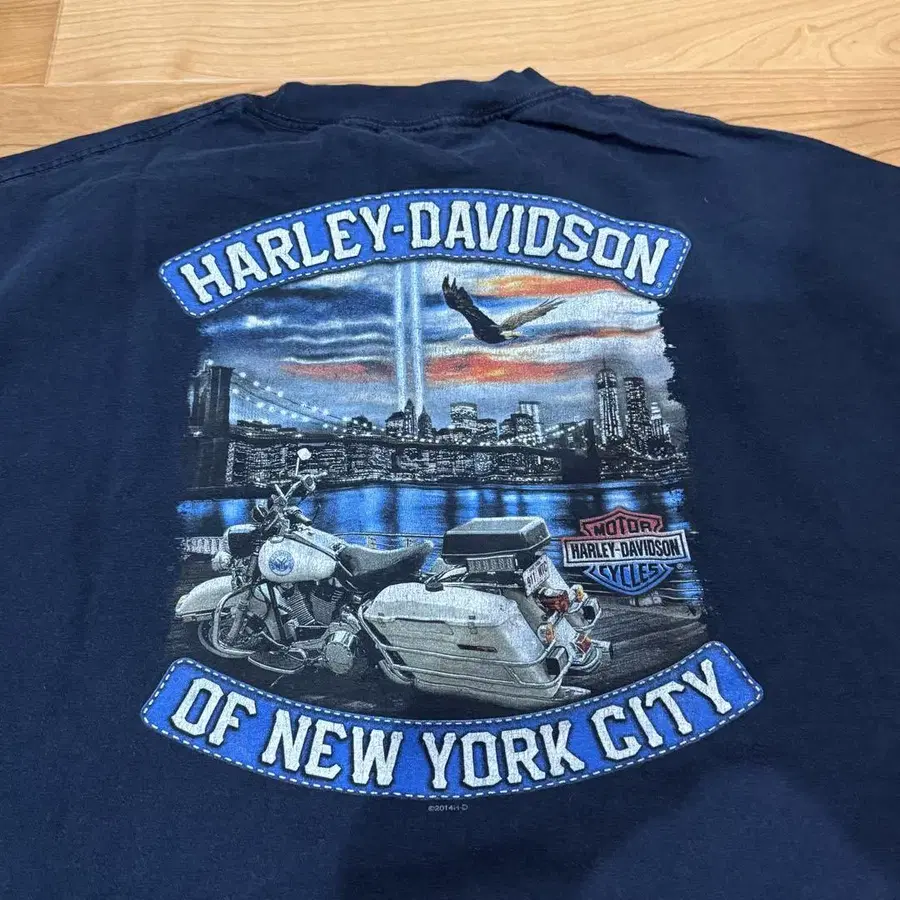 HARLEY-DAVIDSON
MOTOR
HARLEY-DAVIDSON
CYCLES
OF NEW YORK CITY
©2014H-D